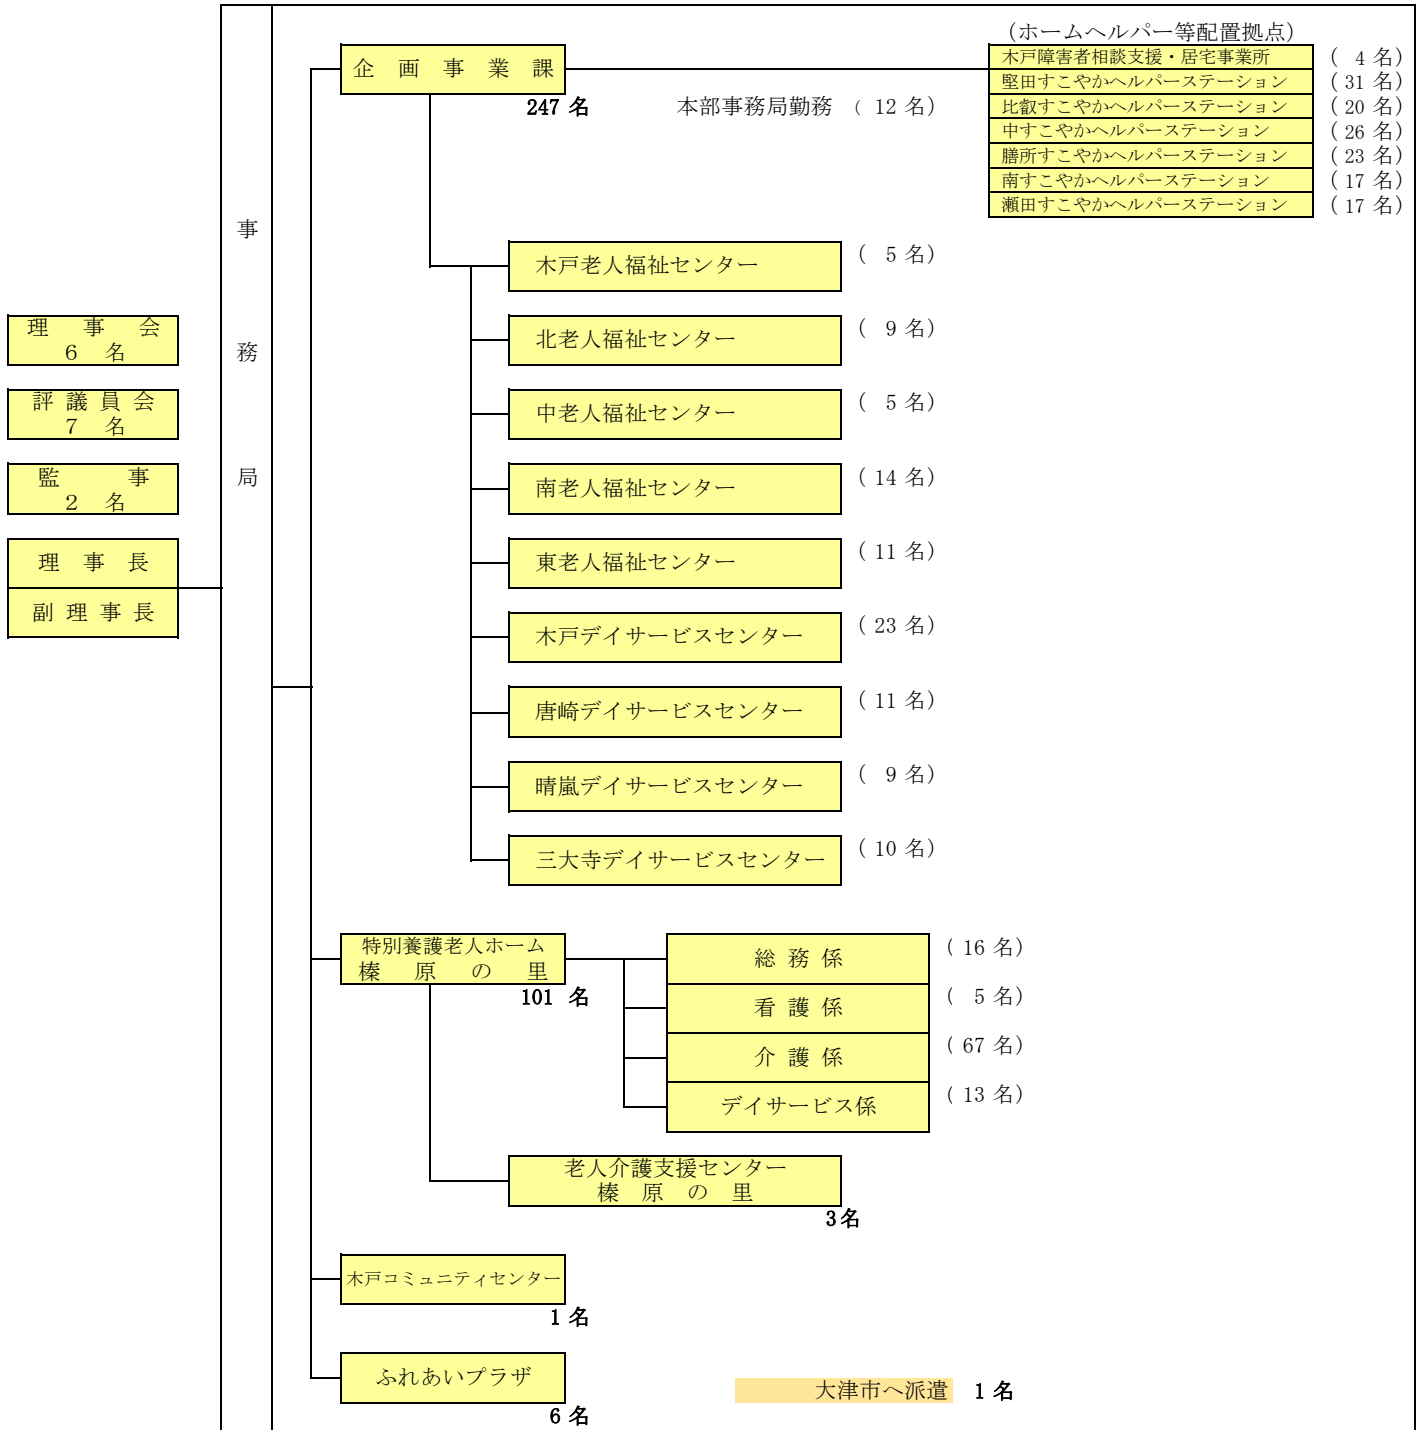 (ホームヘルパー等配置拠点)
企画事業課
247 名
本部事務局勤務 ( 12 名)
木戸障害者相談支援・居宅事業所 ( 4 名)
堅田すこやかヘルパーステーション ( 31 名)
比叡すこやかヘルパーステーション ( 20 名)
中すこやかヘルパーステーション ( 26 名)
膳所すこやかヘルパーステーション ( 23 名)
南すこやかヘルパーステーション ( 17 名)
瀬田すこやかヘルパーステーション ( 17 名)
事務局
理事会
6 名
評議員会
7 名
監事
2 名
理事長
副理事長
木戸老人福祉センター ( 5 名)
北老人福祉センター ( 9 名)
中老人福祉センター ( 5 名)
南老人福祉センター ( 14 名)
東老人福祉センター ( 11 名)
木戸デイサービスセンター ( 23 名)
唐崎デイサービスセンター ( 11 名)
晴嵐デイサービスセンター ( 9 名)
三大寺デイサービスセンター ( 10 名)
特別養護老人ホーム
榛原の里
101 名
総務係 ( 16 名)
看護係 ( 5 名)
介護係 ( 67 名)
デイサービス係 ( 13 名)
老人介護支援センター
榛原の里
3名
木戸コミュニティセンター
1 名
ふれあいプラザ
6 名
大津市へ派遣 1 名